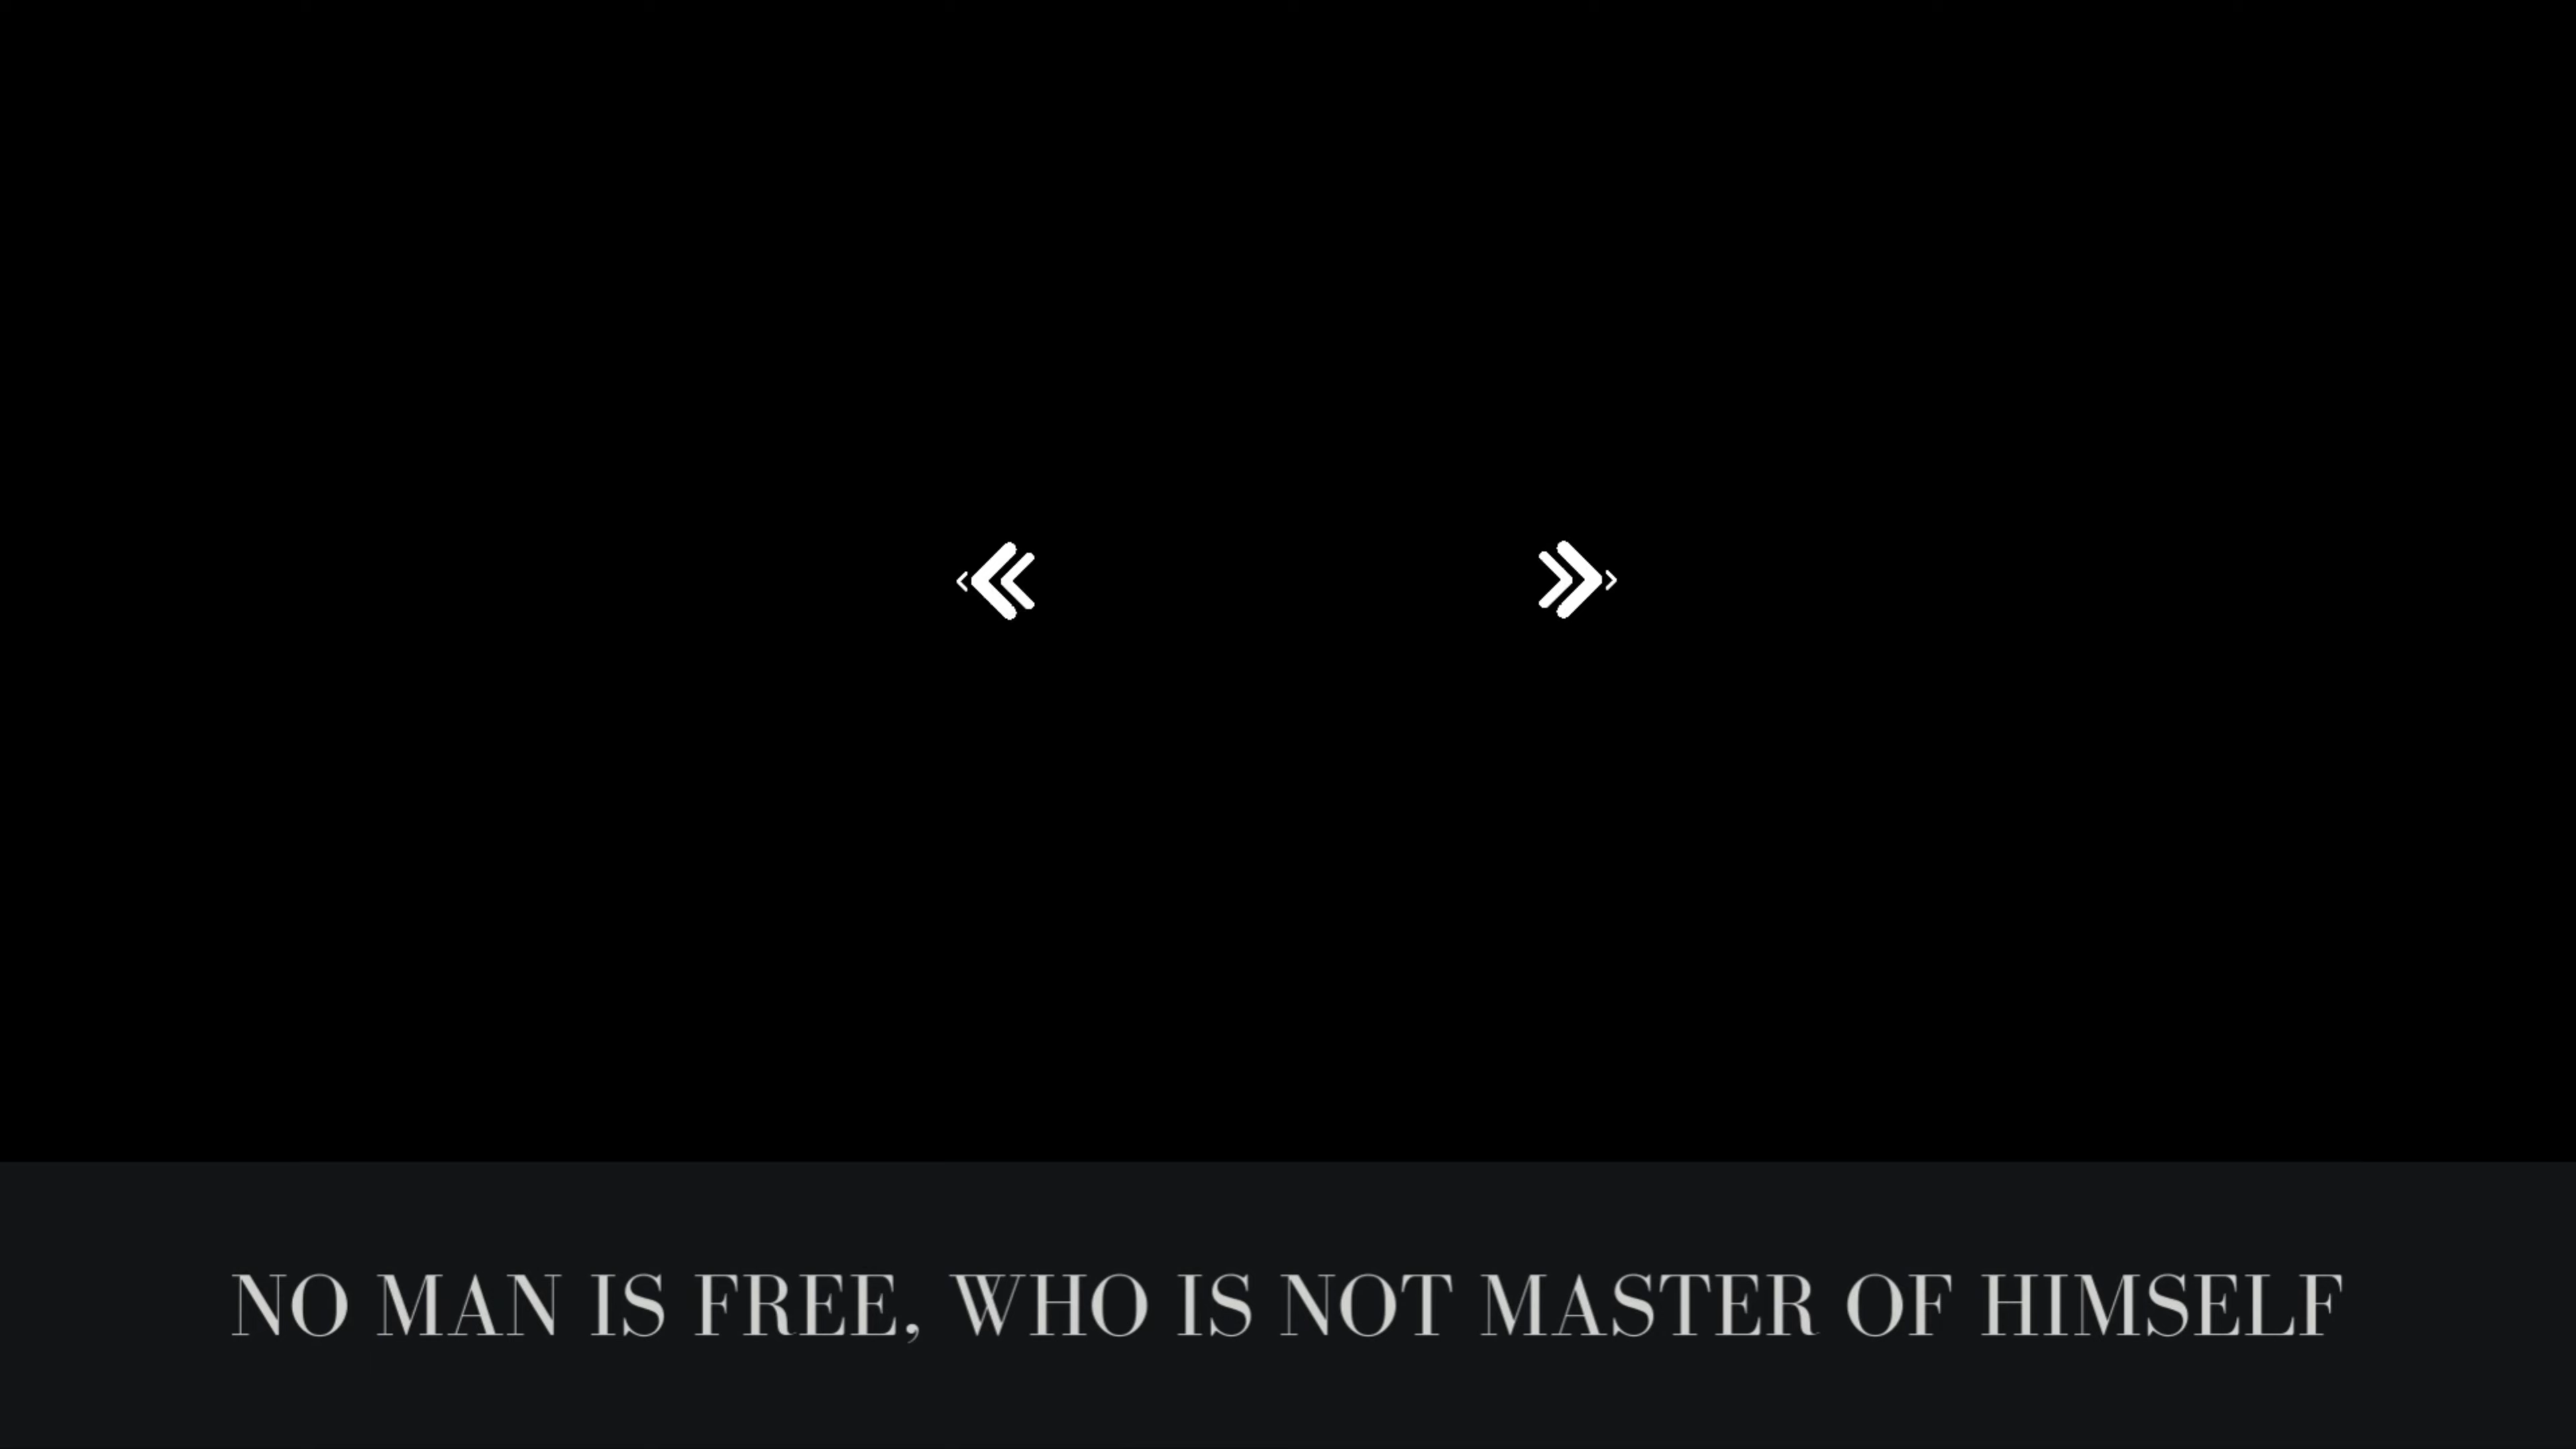 NO MAN IS FREE, WHO IS NOT MASTER OF HIMSELF